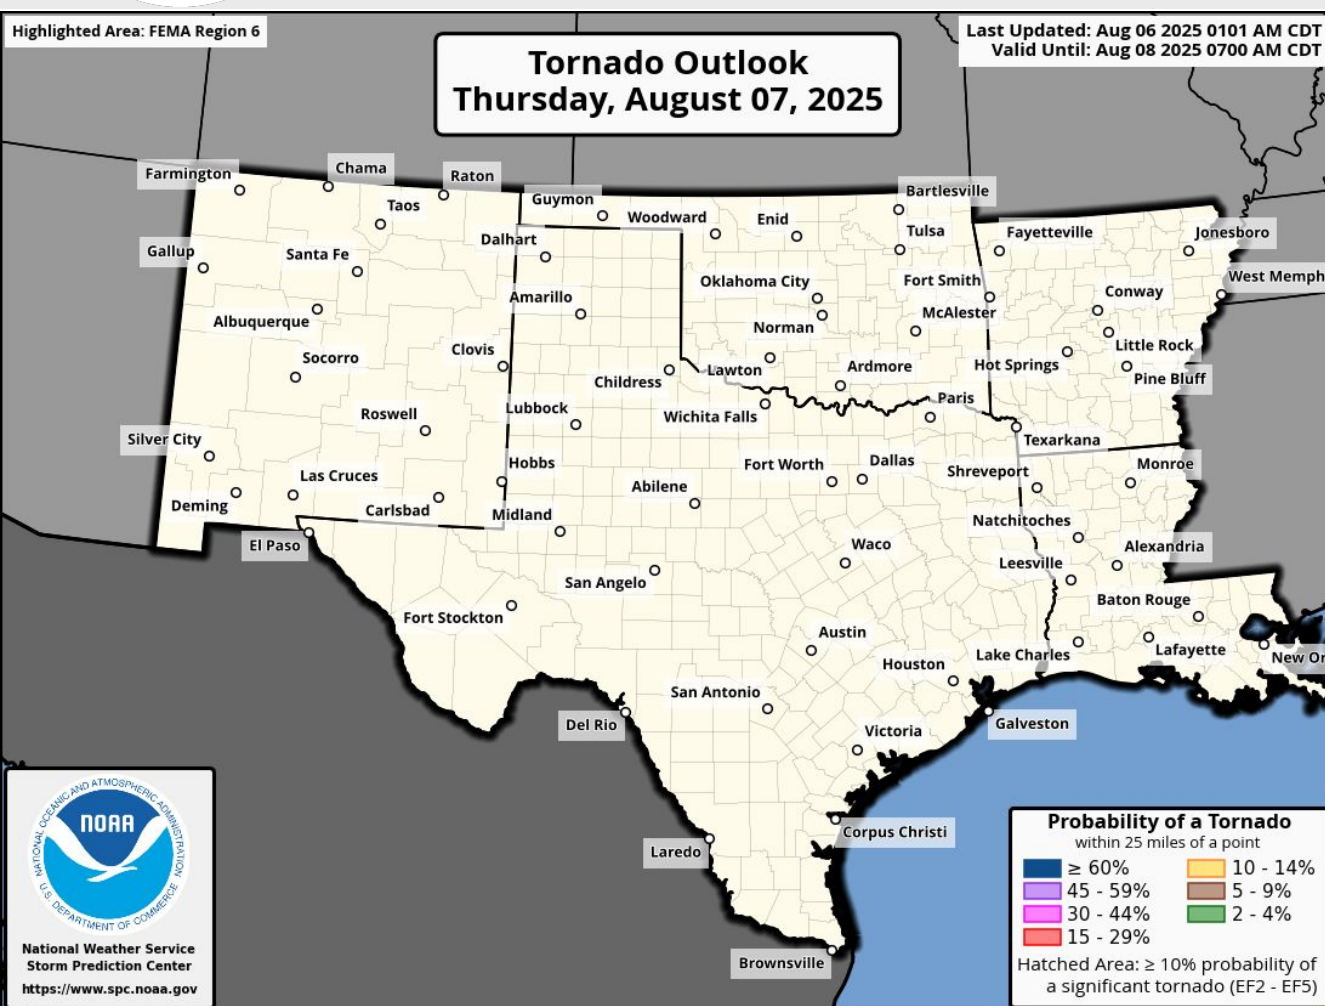 Highlighted Area: FEMA Region 6
Last Updated: Aug 06 2025 0101 AM CDT
Valid Until: Aug 08 2025 0700 AM CDT
Tornado Outlook
Thursday, August 07, 2025
Farmington
Chama
Raton
Taos
Guymon
Woodward
Enid
Bartlesville
Tulsa
Fayetteville
Jonesboro
Gallup
Santa Fe
Dalhart
Oklahoma City
Fort Smith
Conway
West Memph
Albuquerque
Amarillo
Norman
McAlester
Little Rock
Socorro
Clovis
Childress
Lawton
Ardmore
Hot Springs
Pine Bluff
Roswell
Lubbock
Wichita Falls
Paris
Texarkana
Silver City
Las Cruces
Hobbs
Abilene
Fort Worth
Dallas
Shreveport
Monroe
Deming
Carlsbad
Midland
Natchitoches
El Paso
San Angelo
Waco
Leesville
Alexandria
Fort Stockton
Austin
Baton Rouge
Houston
Lake Charles
Lafayette
New Or
Del Rio
San Antonio
Victoria
Galveston
Laredo
Corpus Christi
Brownsville
NATIONAL OCEANIC AND ATMOSPHERIC ADMINISTRATION
NOAA
U.S. DEPARTMENT OF COMMERCE
National Weather Service
Storm Prediction Center
https://www.spc.noaa.gov
Probability of a Tornado
within 25 miles of a point
≥ 60%
10 - 14%
45 - 59%
5 - 9%
30 - 44%
2 - 4%
15 - 29%
Hatched Area: ≥ 10% probability of
a significant tornado (EF2 - EF5)